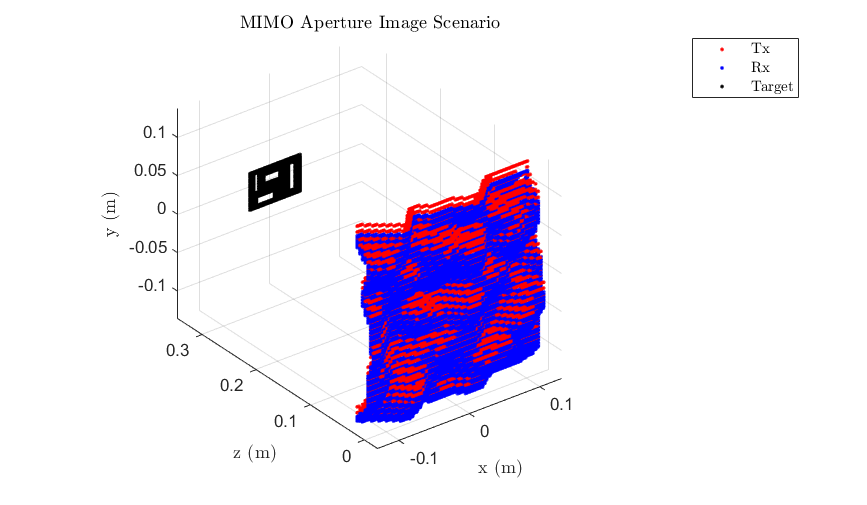 MIMO Aperture Image Scenario
Tx
Rx
Target
0.1
0.05
0
-0.05
-0.1
y (m)
0.3
0.2
0.1
0
z (m)
-0.1
0
0.1
x (m)